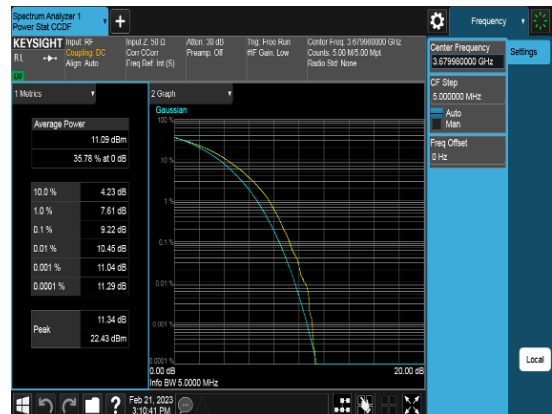 Spectrum Analyzer 1
Power Stat CCDF
+
Frequency
KEYSIGHT
RL
LW
Input: RF
Coupling: DC
Align: Auto
Input Z: 50 Ω
Corr CCorr
Freq Ref: Int (S)
Atten: 30 dB
Preamp: Off
Trig: Free Run
#IF Gain: Low
Center Freq: 3.679980000 GHz
Counts: 5.00 M/5.00 Mpt
Radio Std: None
Center Frequency
3.679980000 GHz
Settings
CF Step
5.000000 MHz
Auto
Man
Freq Offset
0 Hz
Local
1 Metrics
Average Power
11.09 dBm
35.78 % at 0 dB
10.0 % 4.23 dB
1.0 % 7.61 dB
0.1 % 9.22 dB
0.01 % 10.45 dB
0.001 % 11.04 dB
0.0001 % 11.29 dB
Peak
11.34 dB
22.43 dBm
2 Graph
Gaussian
100 %
10 %
1 %
0.1 %
0.01 %
0.001 %
0.0001 %
0.00 dB
20.00 dB
Info BW 5.0000 MHz
?
Feb 21, 2023
3:10:41 PM